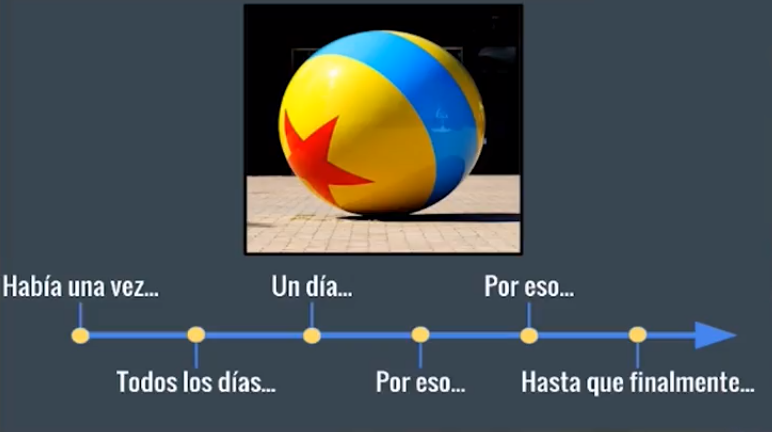 Había una vez...
Todos los días...
Un día...
Por eso...
Por eso...
Hasta que finalmente...